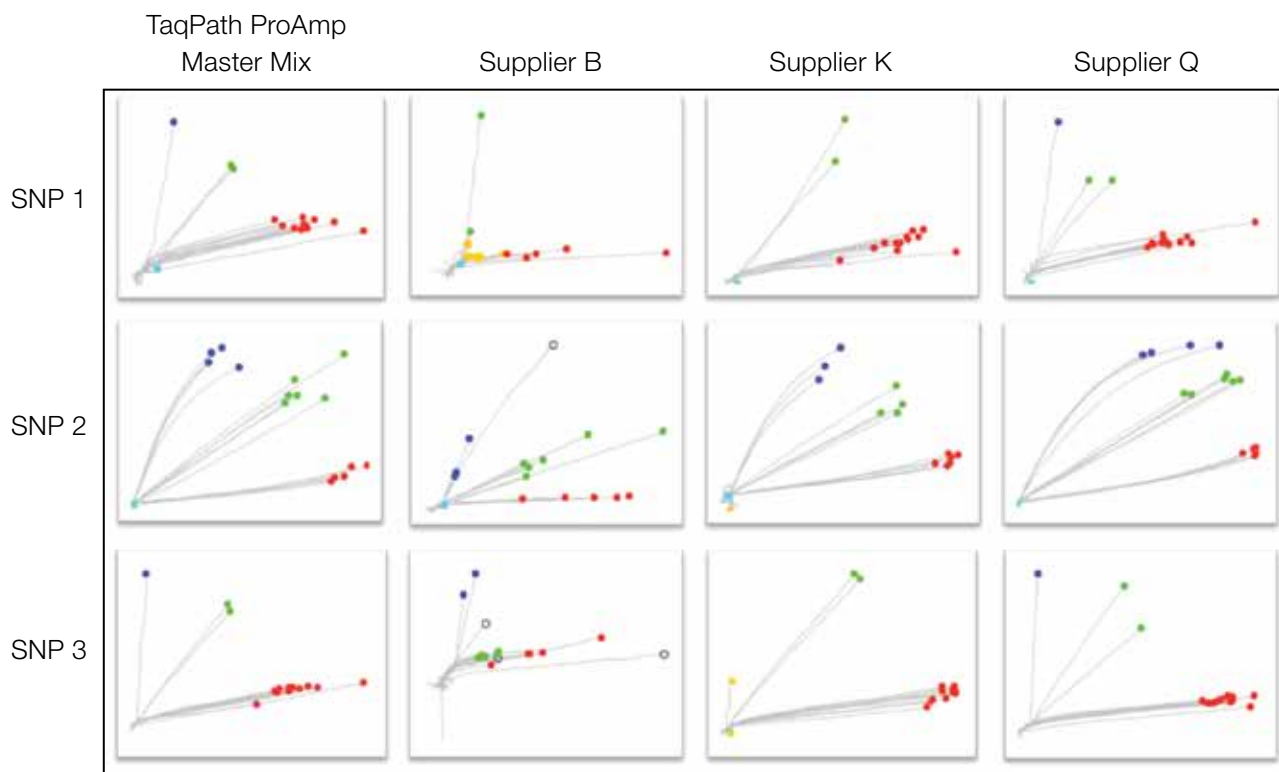 TaqPath ProAmp
Master Mix
Supplier B
Supplier K
Supplier Q
SNP 1
SNP 2
SNP 3